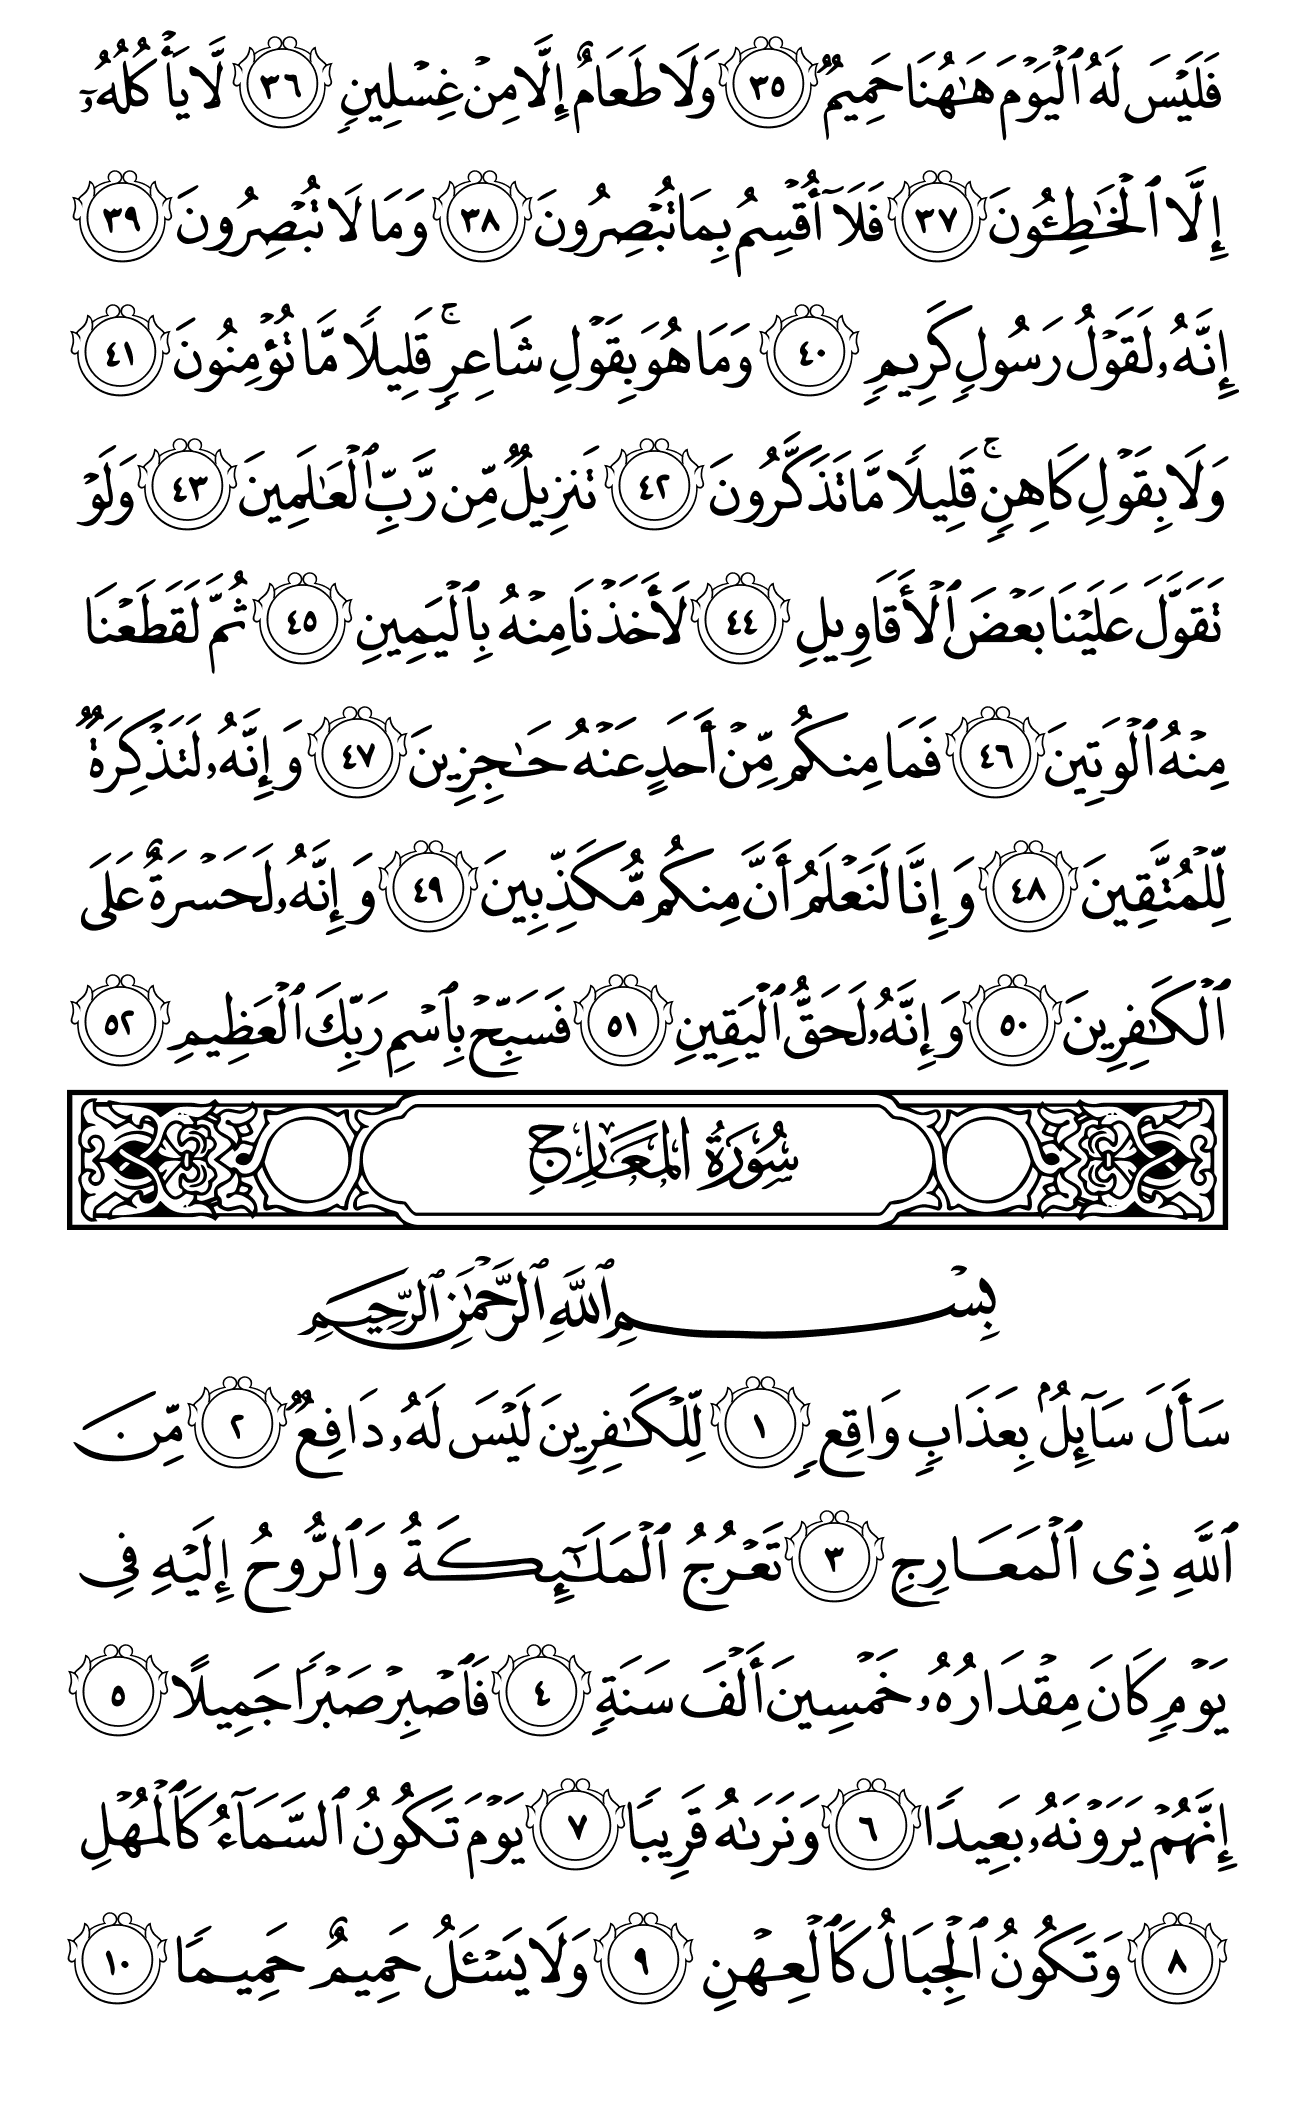 فَلَيْسَ لَهُ ٱلْيَوْمَ هَـٰهُنَا حَمِيمٌ ٣٥ وَلَا طَعَامٌ إِلَّا مِنْ غِسْلِينٍ ٣٦ لَّا يَأْكُلُهُۥٓ
إِلَّا ٱلْخَـٰطِـُٔونَ ٣٧ فَلَآ أُقْسِمُ بِمَا تُبْصِرُونَ ٣٨ وَمَا لَا تُبْصِرُونَ ٣٩
إِنَّهُۥ لَقَوْلُ رَسُولٍ كَرِيمٍ ٤٠ وَمَا هُوَ بِقَوْلِ شَاعِرٍ ۚ قَلِيلًا مَّا تُؤْمِنُونَ ٤١
وَلَا بِقَوْلِ كَاهِنٍ ۚ قَلِيلًا مَّا تَذَكَّرُونَ ٤٢ تَنزِيلٌ مِّن رَّبِّ ٱلْعَـٰلَمِينَ ٤٣ وَلَوْ
تَقَوَّلَ عَلَيْنَا بَعْضَ ٱلْأَقَاوِيلِ ٤٤ لَأَخَذْنَا مِنْهُ بِٱلْيَمِينِ ٤٥ ثُمَّ لَقَطَعْنَا
مِنْهُ ٱلْوَتِينَ ٤٦ فَمَا مِنكُم مِّنْ أَحَدٍ عَنْهُ حَـٰجِزِينَ ٤٧ وَإِنَّهُۥ لَتَذْكِرَةٌ
لِّلْمُتَّقِينَ ٤٨ وَإِنَّا لَنَعْلَمُ أَنَّ مِنكُم مُّكَذِّبِينَ ٤٩ وَإِنَّهُۥ لَحَسْرَةٌ عَلَى
ٱلْكَـٰفِرِينَ ٥٠ وَإِنَّهُۥ لَحَقُّ ٱلْيَقِينِ ٥١ فَسَبِّحْ بِٱسْمِ رَبِّكَ ٱلْعَظِيمِ ٥٢
سُورَةُ المَعَارِجِ
بِسْمِ ٱللَّهِ ٱلرَّحْمَـٰنِ ٱلرَّحِيمِ
سَأَلَ سَآئِلٌۢ بِعَذَابٍ وَاقِعٍ ١ لِّلْكَـٰفِرِينَ لَيْسَ لَهُۥ دَافِعٌ ٢ مِّنَ
ٱللَّهِ ذِى ٱلْمَعَارِجِ ٣ تَعْرُجُ ٱلْمَلَـٰٓئِكَةُ وَٱلرُّوحُ إِلَيْهِ فِى
يَوْمٍ كَانَ مِقْدَارُهُۥ خَمْسِينَ أَلْفَ سَنَةٍ ٤ فَٱصْبِرْ صَبْرًا جَمِيلًا ٥
إِنَّهُمْ يَرَوْنَهُۥ بَعِيدًا ٦ وَنَرَىٰهُ قَرِيبًا ٧ يَوْمَ تَكُونُ ٱلسَّمَآءُ كَٱلْمُهْلِ
٨ وَتَكُونُ ٱلْجِبَالُ كَٱلْعِهْنِ ٩ وَلَا يَسْـَٔلُ حَمِيمٌ حَمِيمًا ١٠